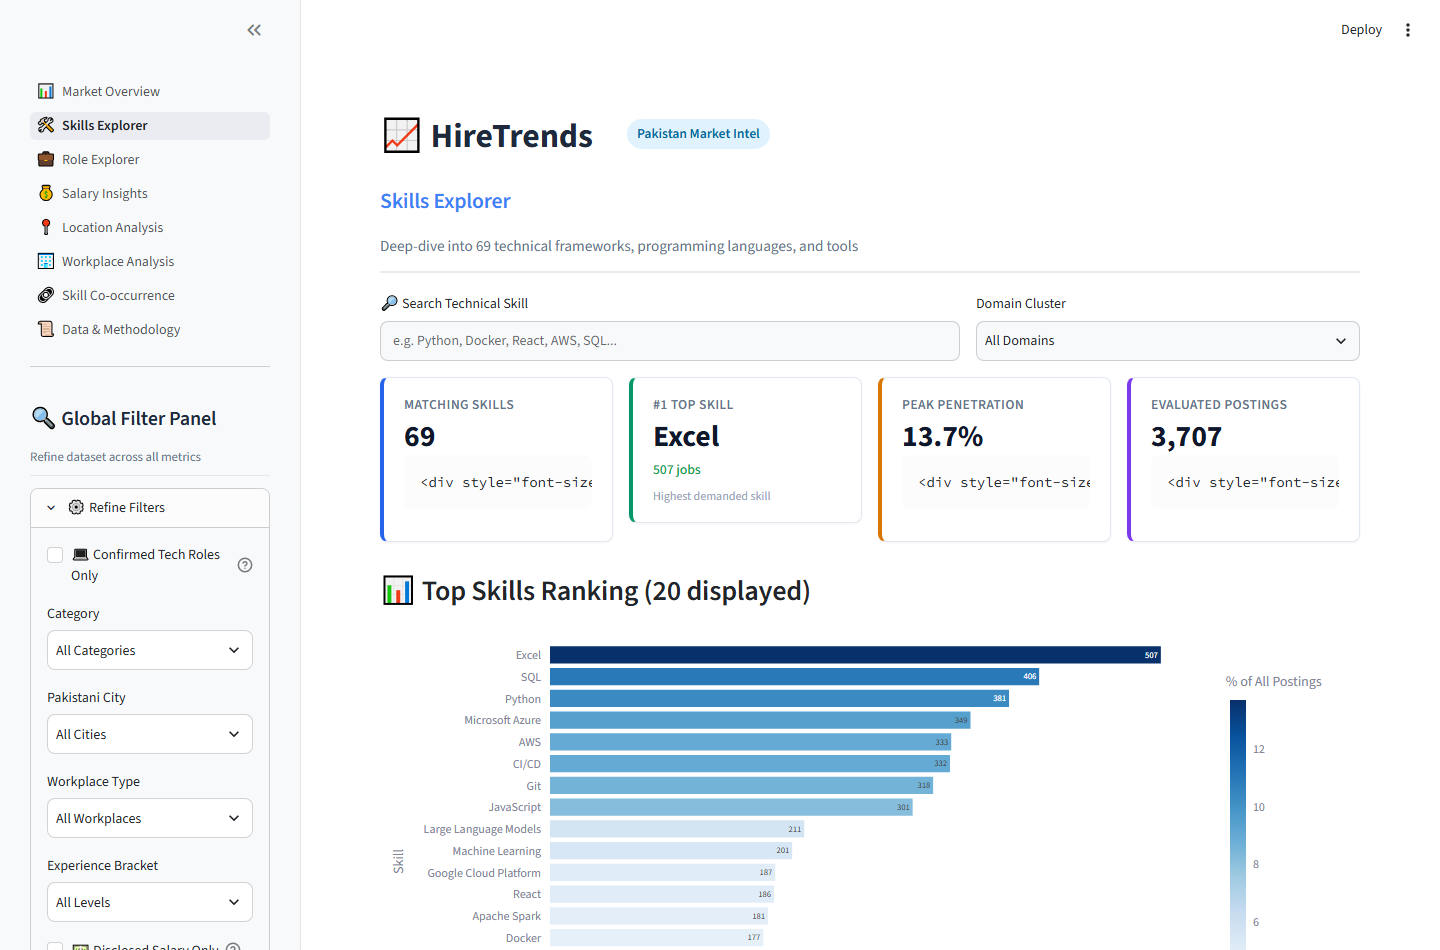 Deploy
Market Overview
Skills Explorer
Role Explorer
Salary Insights
Location Analysis
Workplace Analysis
Skill Co-occurrence
Data & Methodology
Global Filter Panel
Refine dataset across all metrics
Refine Filters
Confirmed Tech Roles
Only
Category
All Categories
Pakistani City
All Cities
Workplace Type
All Workplaces
Experience Bracket
All Levels
Disclosed Salary Only
HireTrends
Pakistan Market Intel
Skills Explorer
Deep-dive into 69 technical frameworks, programming languages, and tools
Search Technical Skill
e.g. Python, Docker, React, AWS, SQL...
Domain Cluster
All Domains
MATCHING SKILLS
69
<div style="font-size
#1 TOP SKILL
Excel
507 jobs
Highest demanded skill
PEAK PENETRATION
13.7%
<div style="font-size
EVALUATED POSTINGS
3,707
<div style="font-size
Top Skills Ranking (20 displayed)
Excel 507
SQL 406
Python 381
Microsoft Azure 349
AWS 333
CI/CD 332
Git 318
JavaScript 301
Large Language Models 211
Machine Learning 201
Google Cloud Platform 187
React 186
Apache Spark 181
Docker 177
Skill
% of All Postings
12
10
8
6